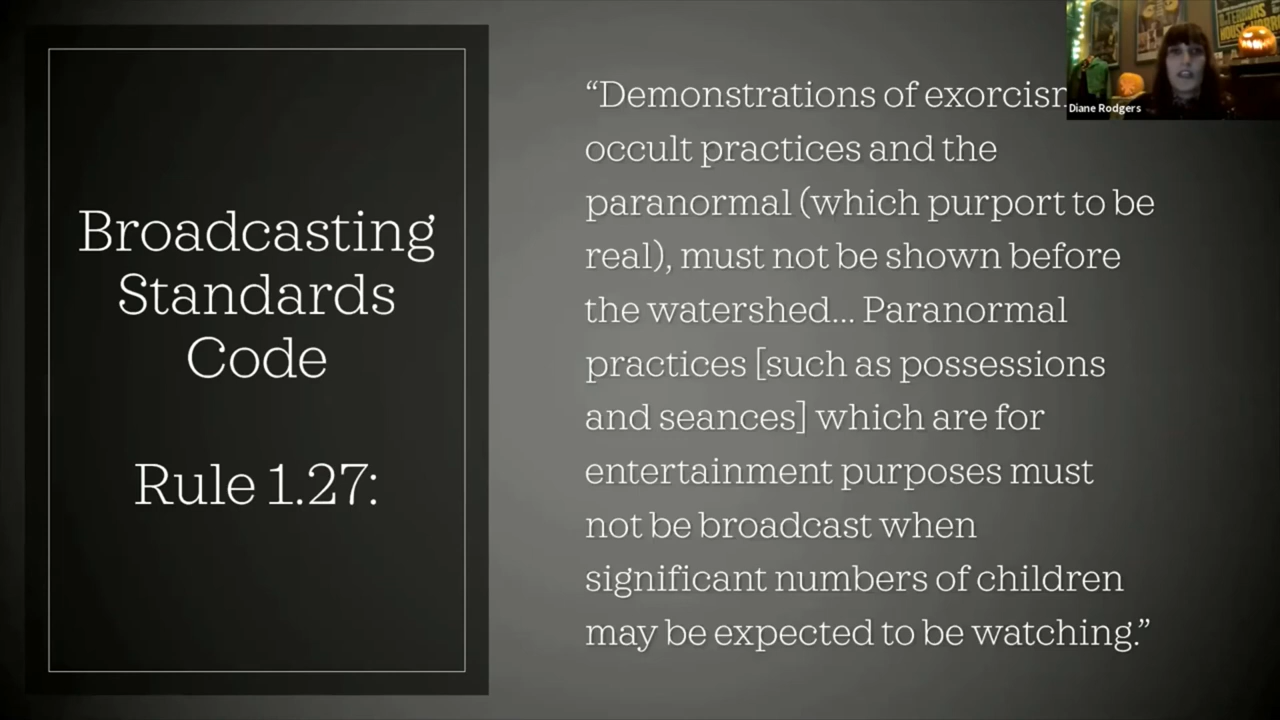 Broadcasting
Standards
Code
Rule 1.27:
“Demonstrations of
occult practices and the
paranormal (which purport to be
real), must not be shown before
the watershed... Paranormal
practices [such as possessions
and seances] which are for
entertainment purposes must
not be broadcast when
significant numbers of children
may be expected to be watching.”
Diane Rodgers
TERRORS
HOUSE